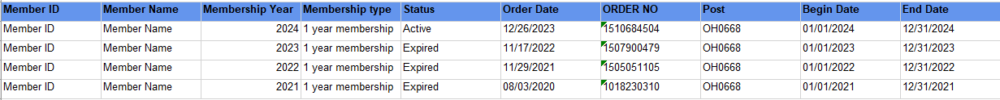 Member ID Member Name Membership Year Membership type Status Order Date ORDER NO Post Begin Date End Date
Member ID Member Name 2024 1 year membership Active 12/26/2023 1510684504 OH0668 01/01/2024 12/31/2024
Member ID Member Name 2023 1 year membership Expired 11/17/2022 1507900479 OH0668 01/01/2023 12/31/2023
Member ID Member Name 2022 1 year membership Expired 11/29/2021 1505051105 OH0668 01/01/2022 12/31/2022
Member ID Member Name 2021 1 year membership Expired 08/03/2020 1018230310 OH0668 01/01/2021 12/31/2021